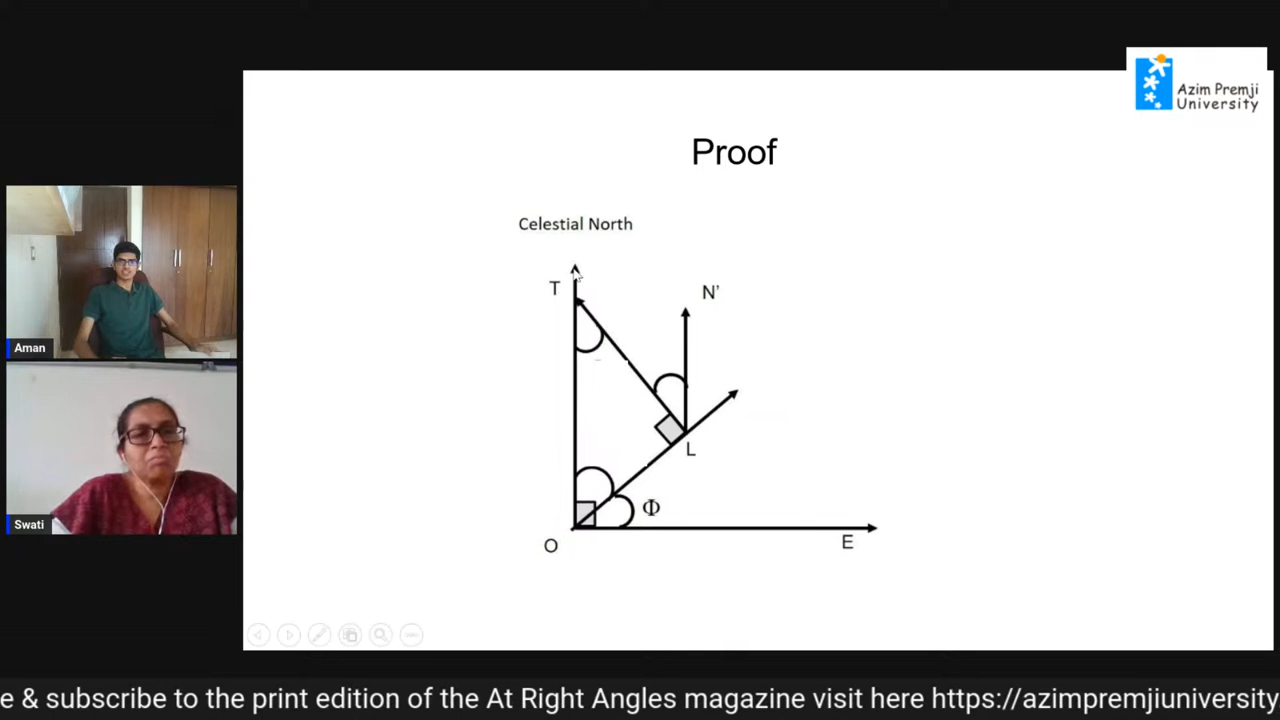 Azim Premji
University
Proof
Celestial North
T
N’
Aman
L
Φ
Swati
O
E
e & subscribe to the print edition of the At Right Angles magazine visit here https://azimpremjiuniversity